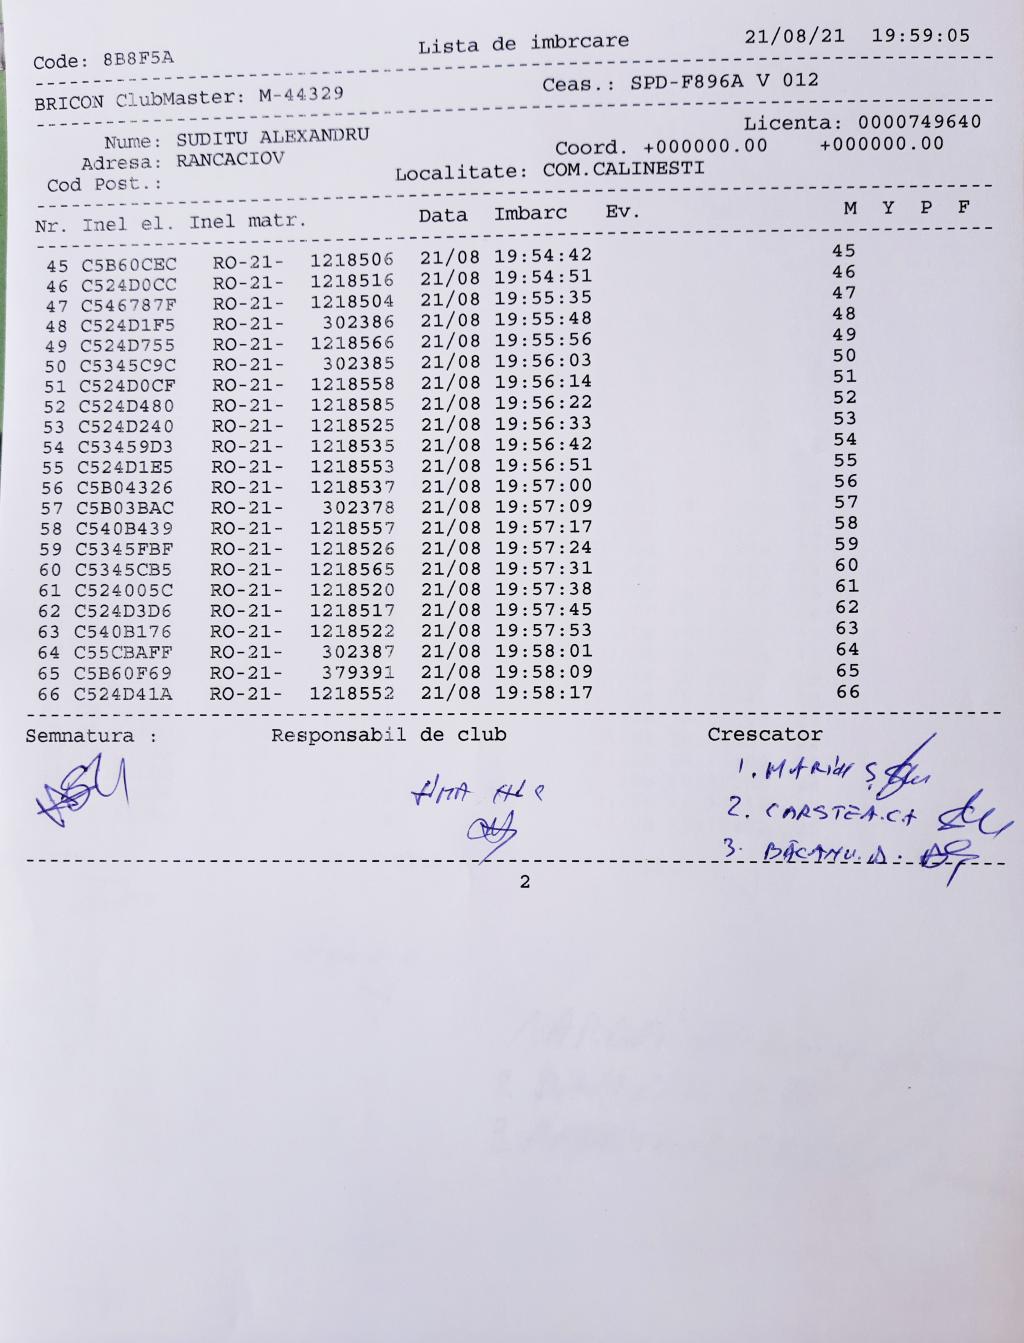 Code: 8B8F5A Lista de imbrcare 21/08/21 19:59:05
BRICON ClubMaster: M-44329 Ceas.: SPD-F896A V 012
Nume: SUDITU ALEXANDRU Licenta: 0000749640
Adresa: RANCACIOV Coord. +000000.00 +000000.00
Cod Post.: Localitate: COM.CALINESTI
Nr. Inel el. Inel matr. Data Imbarc Ev. M Y P F
45 C5B60CEC RO-21- 1218506 21/08 19:54:42 45
46 C524D0CC RO-21- 1218516 21/08 19:54:51 46
47 C546787F RO-21- 1218504 21/08 19:55:35 47
48 C524D1F5 RO-21- 302386 21/08 19:55:48 48
49 C524D755 RO-21- 1218566 21/08 19:55:56 49
50 C5345C9C RO-21- 302385 21/08 19:56:03 50
51 C524D0CF RO-21- 1218558 21/08 19:56:14 51
52 C524D480 RO-21- 1218585 21/08 19:56:22 52
53 C524D240 RO-21- 1218525 21/08 19:56:33 53
54 C53459D3 RO-21- 1218535 21/08 19:56:42 54
55 C524D1E5 RO-21- 1218553 21/08 19:56:51 55
56 C5B04326 RO-21- 1218537 21/08 19:57:00 56
57 C5B03BAC RO-21- 302378 21/08 19:57:09 57
58 C540B439 RO-21- 1218557 21/08 19:57:17 58
59 C5345FBF RO-21- 1218526 21/08 19:57:24 59
60 C5345CB5 RO-21- 1218565 21/08 19:57:31 60
61 C524005C RO-21- 1218520 21/08 19:57:38 61
62 C524D3D6 RO-21- 1218517 21/08 19:57:45 62
63 C540B176 RO-21- 1218522 21/08 19:57:53 63
64 C55CBAFF RO-21- 302387 21/08 19:58:01 64
65 C5B60F69 RO-21- 379391 21/08 19:58:09 65
66 C524D41A RO-21- 1218552 21/08 19:58:17 66
Semnatura : Responsabil de club Crescator
1. MARIN Ș
2. CARSTEA.CA
3. BĂCANU.D.
2